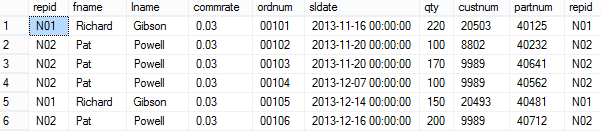 repid fname lname commrate ordnum sldate qty custnum partnum repid
1 N01 Richard Gibson 0.03 00101 2013-11-16 00:00:00 220 20503 40125 N01
2 N02 Pat Powell 0.03 00102 2013-11-20 00:00:00 100 8802 40232 N02
3 N02 Pat Powell 0.03 00103 2013-11-20 00:00:00 170 9989 40641 N02
4 N02 Pat Powell 0.03 00104 2013-12-07 00:00:00 100 9989 40562 N02
5 N01 Richard Gibson 0.03 00105 2013-12-14 00:00:00 150 20493 40481 N01
6 N02 Pat Powell 0.03 00106 2013-12-16 00:00:00 200 9989 40712 N02